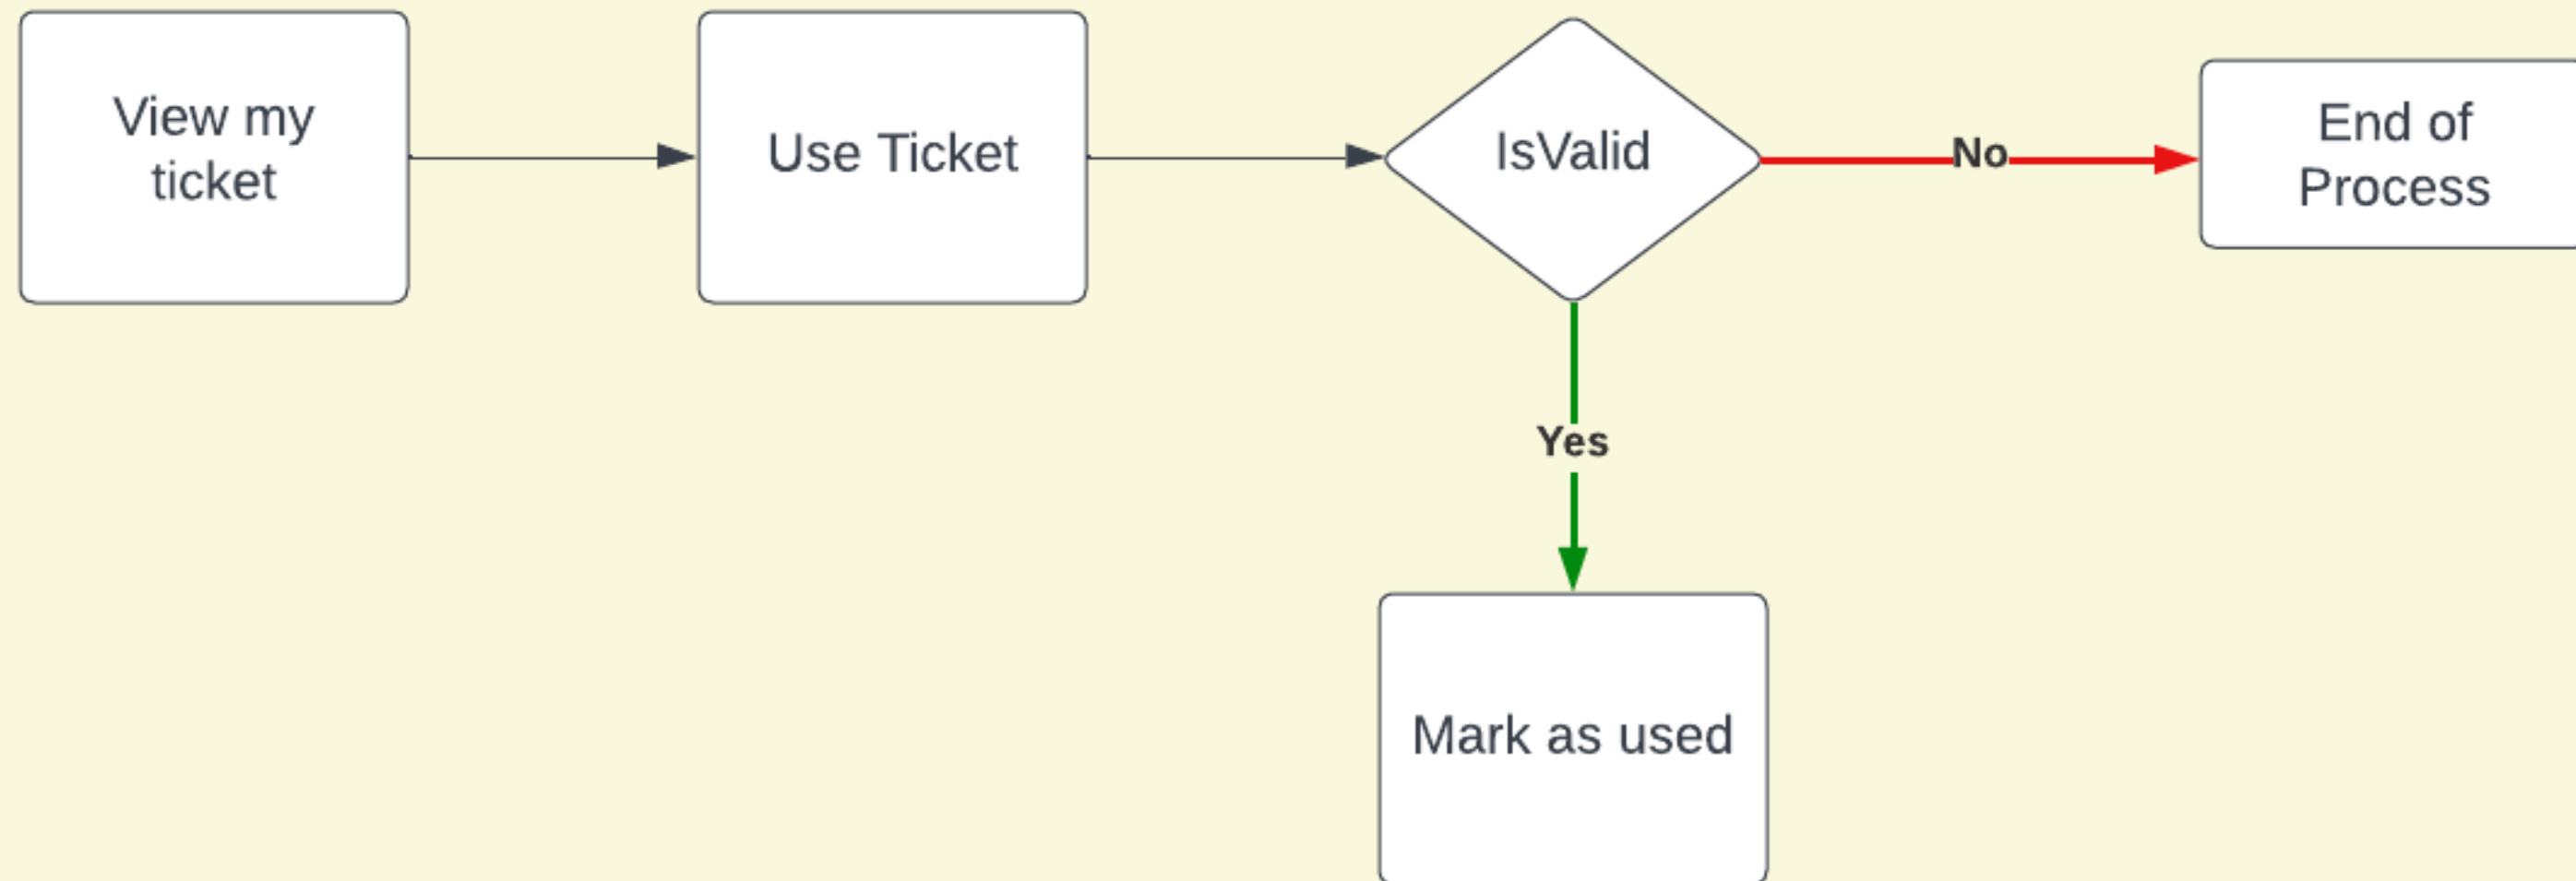 View my
ticket
Use Ticket
IsValid
No
End of
Process
Yes
Mark as used